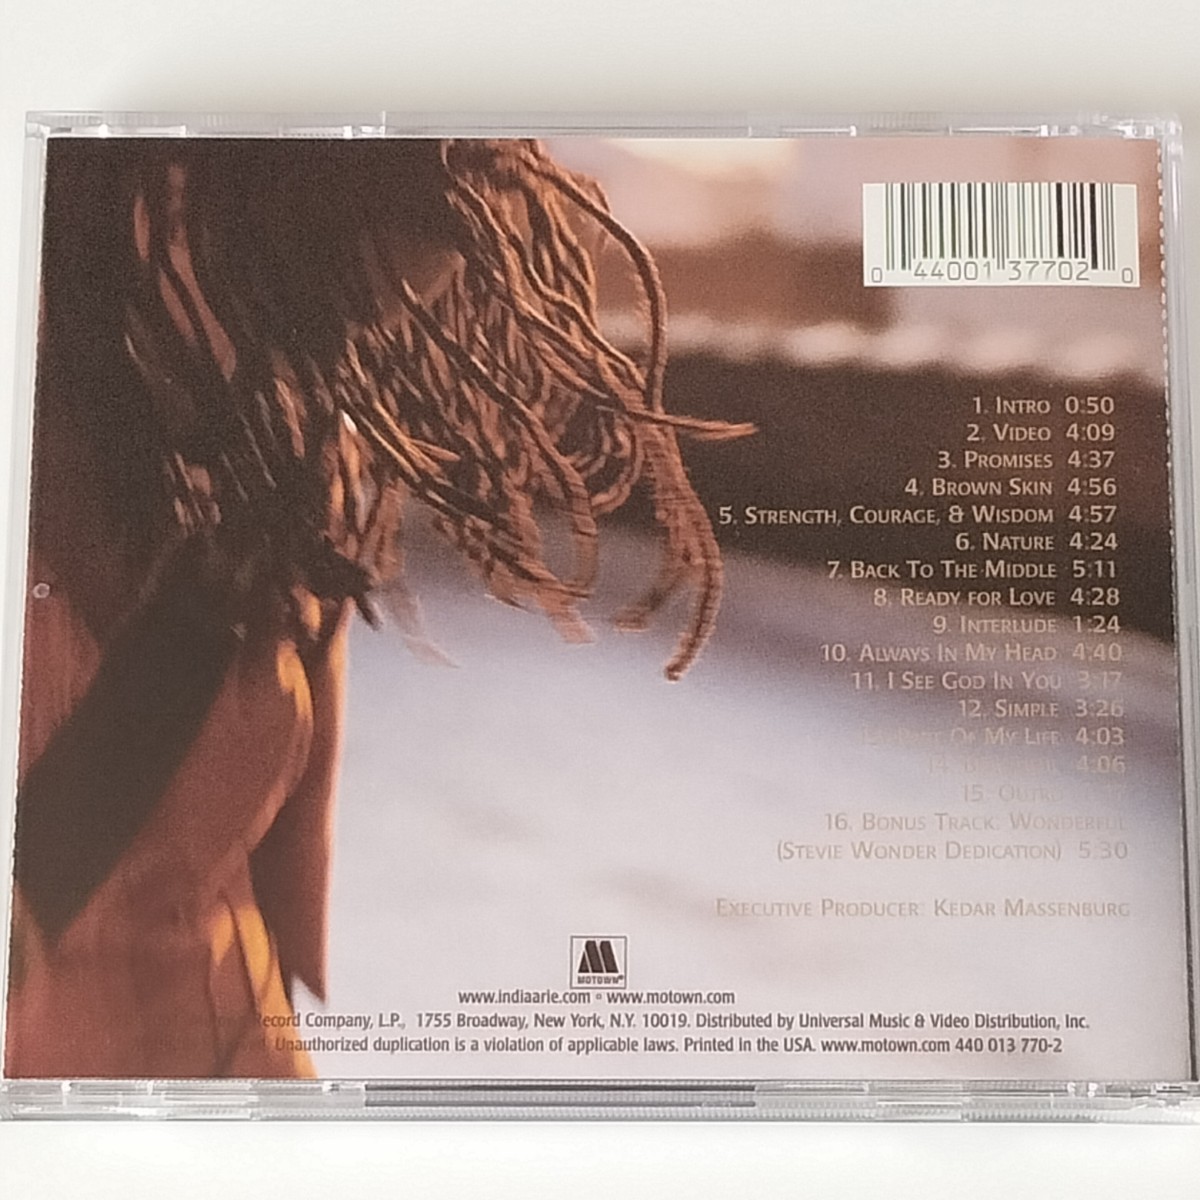 0 44001 37702 0
1. Intro 0:50
2. Video 4:09
3. Promises 4:37
4. Brown Skin 4:56
5. Strength, Courage, & Wisdom 4:57
6. Nature 4:24
7. Back To The Middle 5:11
8. Ready for Love 4:28
9. Interlude 1:24
10. Always In My Head 4:40
11. I See God In You 3:17
12. Simple 3:26
Of My Life 4:03
14. 4:06
15. Outro
16. Bonus Track: Wonderful
(Stevie Wonder Dedication) 5:30
Executive Producer: Kedar Massenburg
MOTOWN
www.indiaarie.com • www.motown.com
Record Company, L.P., 1755 Broadway, New York, N.Y. 10019. Distributed by Universal Music & Video Distribution, Inc.
Unauthorized duplication is a violation of applicable laws. Printed in the USA. www.motown.com 440 013 770-2